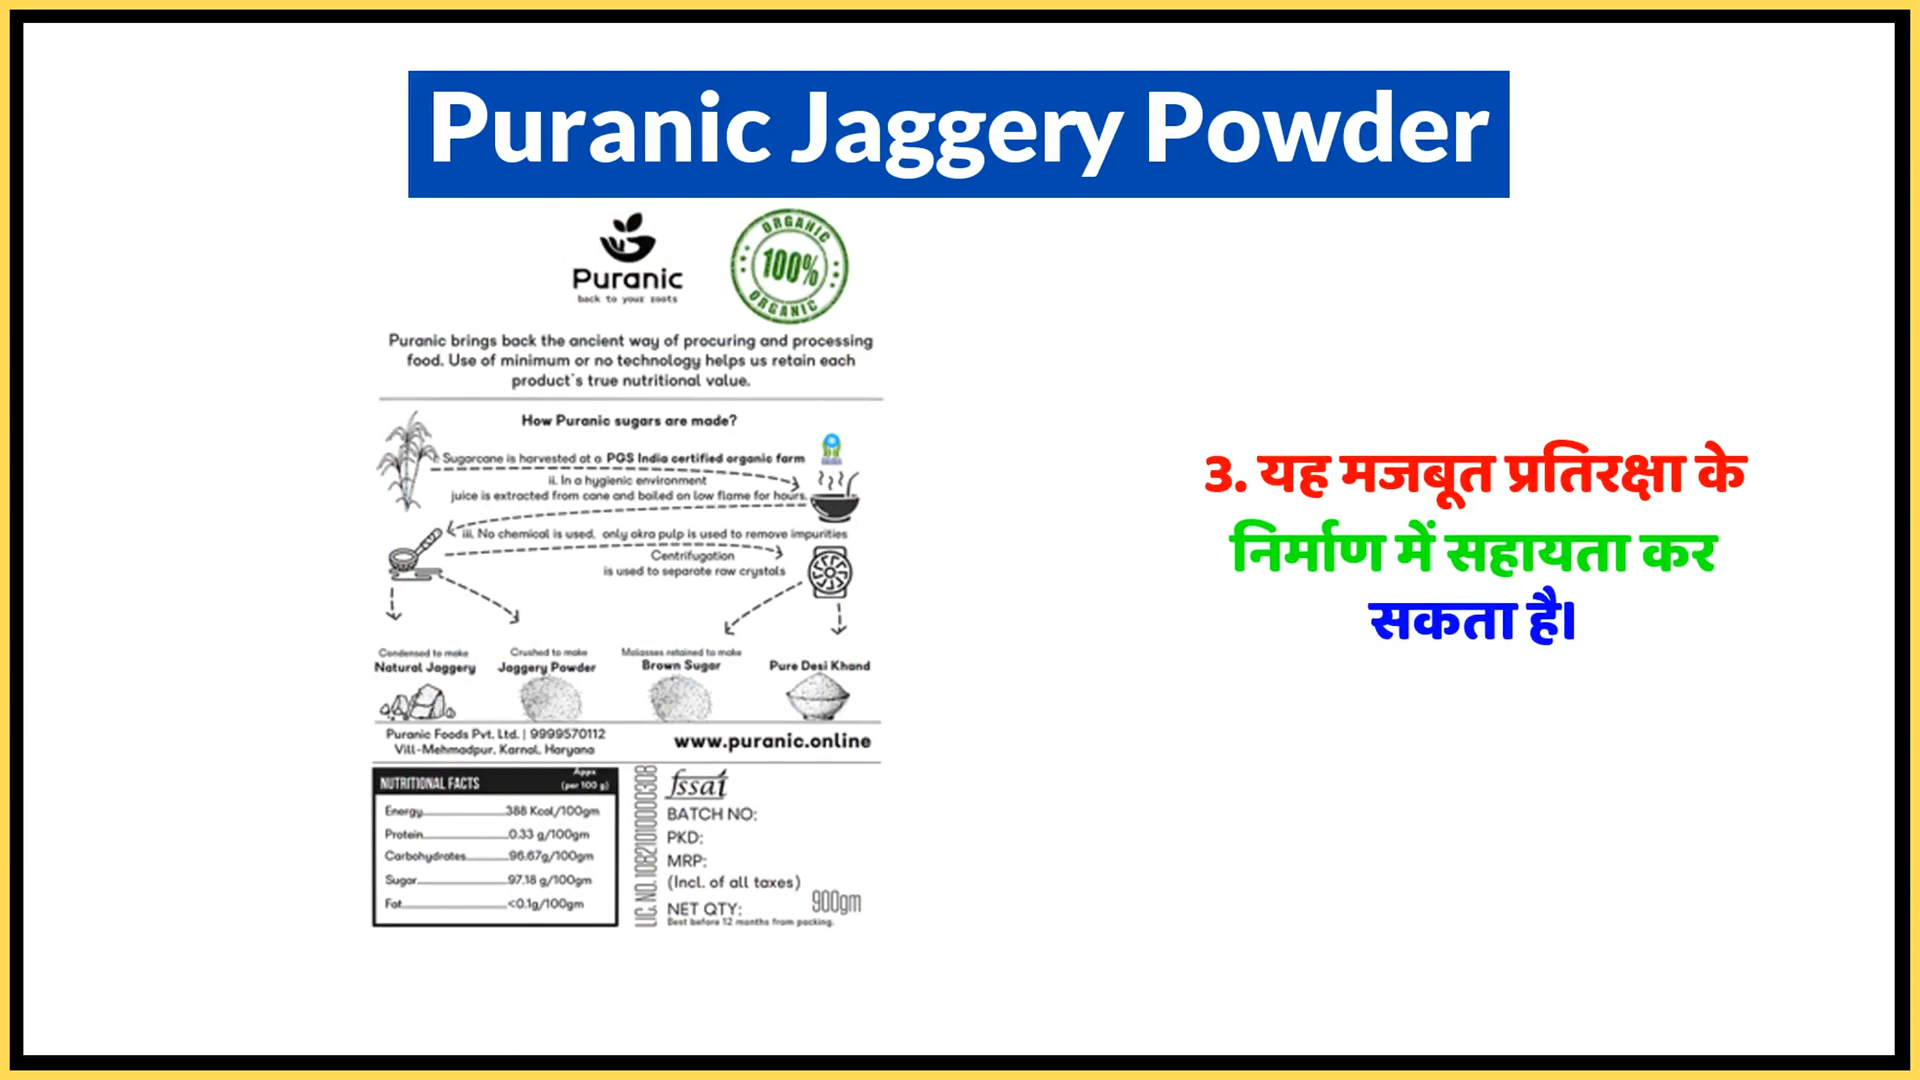 Puranic Jaggery Powder
Puranic
back to your roots
ORGANIC
100%
ORGANIC
Puranic brings back the ancient way of procuring and processing
food. Use of minimum or no technology helps us retain each
product's true nutritional value.
How Puranic sugars are made?
Sugarcane is harvested at a PGS India certified organic farm
ii. In a hygienic environment
juice is extracted from cane and boiled on low flame for hours.
iii. No chemical is used, only okra pulp is used to remove impurities
Centrifugation
is used to separate raw crystals
Condensed to make
Natural Jaggery
Crushed to make
Jaggery Powder
Molasses retained to make
Brown Sugar
Pure Desi Khand
Puranic Foods Pvt. Ltd. | 9999570112
Vill-Mehmadpur, Karnal, Haryana
www.puranic.online
NUTRITIONAL FACTS
Appx
(per 100 g)
Energy 388 Kcal/100gm
Protein 0.33 g/100gm
Carbohydrates 96.67g/100gm
Sugar 97.18 g/100gm
Fat <0.1g/100gm
fssai
BATCH NO:
PKD:
MRP:
(Incl. of all taxes)
NET QTY: 900gm
Best before 12 months from packing.
3. यह मजबूत प्रतिरक्षा के
निर्माण में सहायता कर
सकता है।